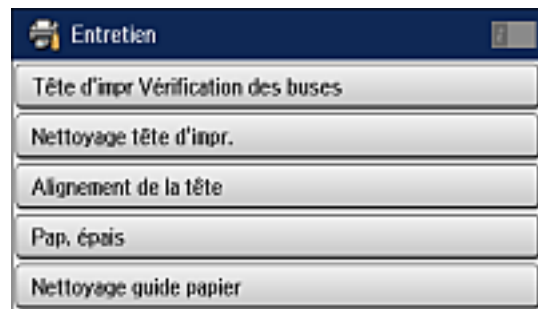 Entretien
Tête d'impr Vérification des buses
Nettoyage tête d'impr.
Alignement de la tête
Pap. épais
Nettoyage guide papier